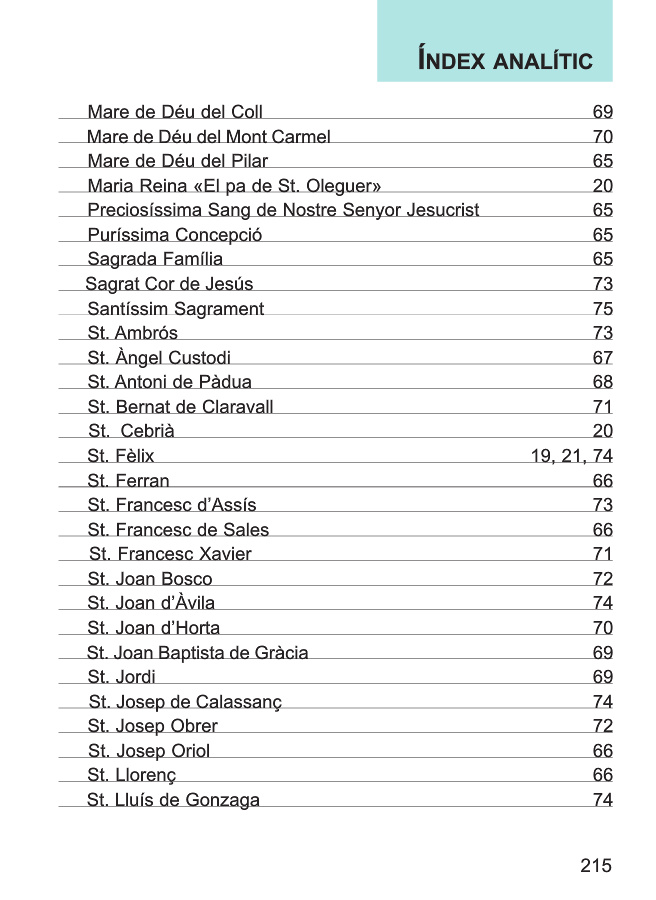 ÍNDEX ANALÍTIC
Mare de Déu del Coll 69
Mare de Déu del Mont Carmel 70
Mare de Déu del Pilar 65
Maria Reina «El pa de St. Oleguer» 20
Preciosíssima Sang de Nostre Senyor Jesucrist 65
Puríssima Concepció 65
Sagrada Família 65
Sagrat Cor de Jesús 73
Santíssim Sagrament 75
St. Ambrós 73
St. Àngel Custodi 67
St. Antoni de Pàdua 68
St. Bernat de Claravall 71
St. Cebrià 20
St. Fèlix 19, 21, 74
St. Ferran 66
St. Francesc d'Assís 73
St. Francesc de Sales 66
St. Francesc Xavier 71
St. Joan Bosco 72
St. Joan d'Àvila 74
St. Joan d'Horta 70
St. Joan Baptista de Gràcia 69
St. Jordi 69
St. Josep de Calassanç 74
St. Josep Obrer 72
St. Josep Oriol 66
St. Llorenç 66
St. Lluís de Gonzaga 74
215